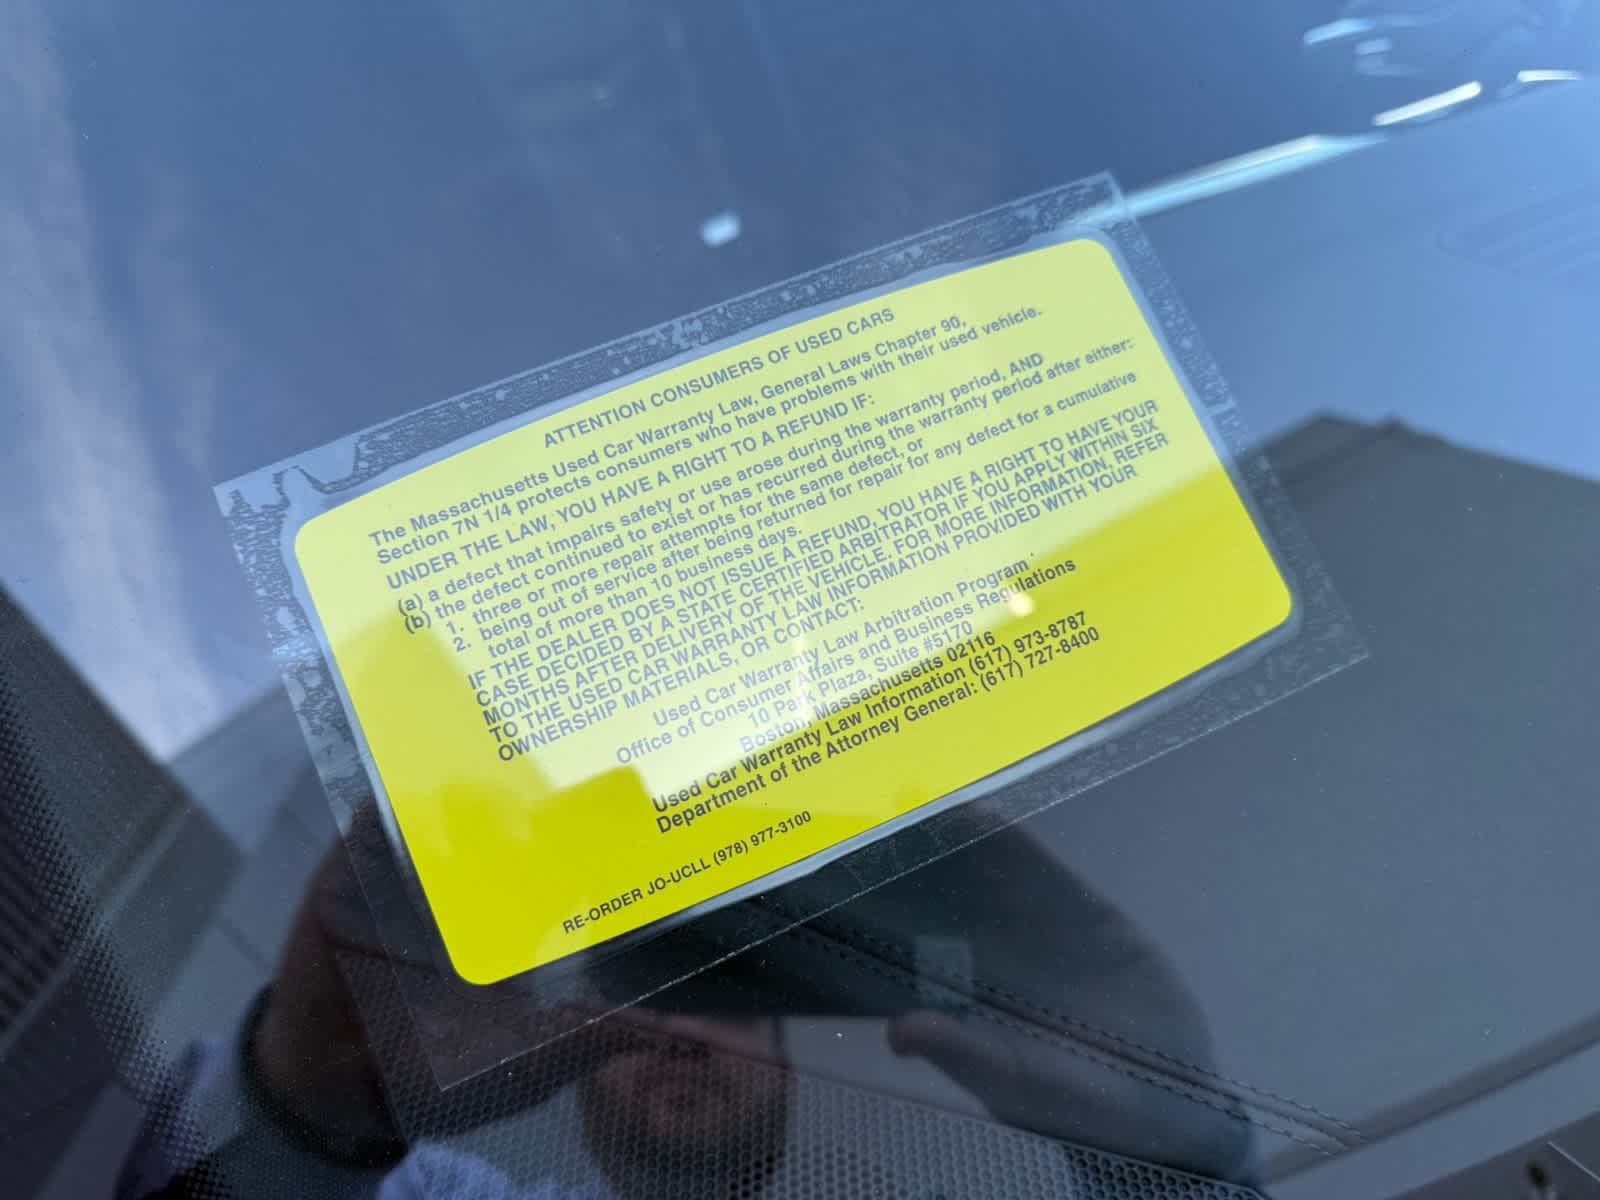 ATTENTION CONSUMERS OF USED CARS
The Massachusetts Used Car Warranty Law, General Laws Chapter 90,
Section 7N 1/4 protects consumers who have problems with their used vehicle.
UNDER THE LAW, YOU HAVE A RIGHT TO A REFUND IF:
(a) a defect that impairs safety or use arose during the warranty period, AND
(b) the defect continued to exist or has recurred during the warranty period after either:
1. three or more repair attempts for the same defect, or
2. being out of service after being returned for repair for any defect for a cumulative
total of more than 10 business days.
IF THE DEALER DOES NOT ISSUE A REFUND, YOU HAVE A RIGHT TO HAVE YOUR
CASE DECIDED BY A STATE CERTIFIED ARBITRATOR IF YOU APPLY WITHIN SIX
MONTHS AFTER DELIVERY OF THE VEHICLE. FOR MORE INFORMATION, REFER
TO THE USED CAR WARRANTY LAW INFORMATION PROVIDED WITH YOUR
OWNERSHIP MATERIALS, OR CONTACT:
Used Car Warranty Law Arbitration Program
Office of Consumer Affairs and Business Regulations
10 Park Plaza, Suite #5170
Boston, Massachusetts 02116
Used Car Warranty Law Information (617) 973-8787
Department of the Attorney General: (617) 727-8400
RE-ORDER JO-UCLL (978) 977-3100